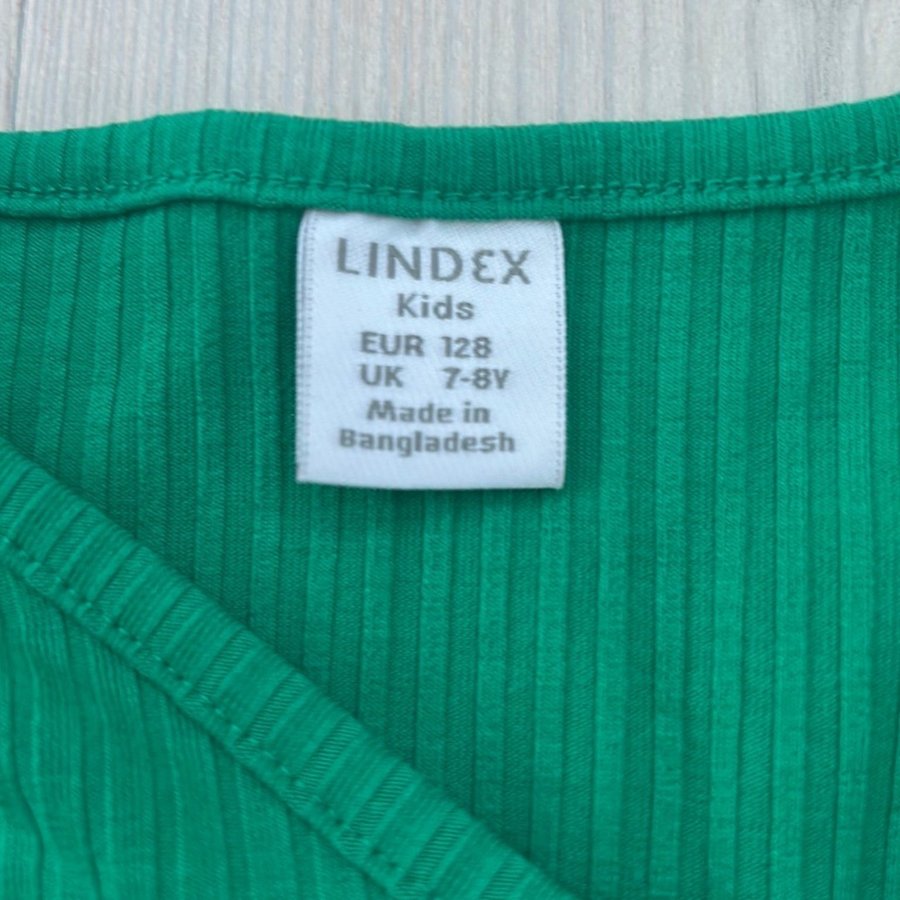 LINDEX
Kids
EUR 128
UK 7-8Y
Made in
Bangladesh